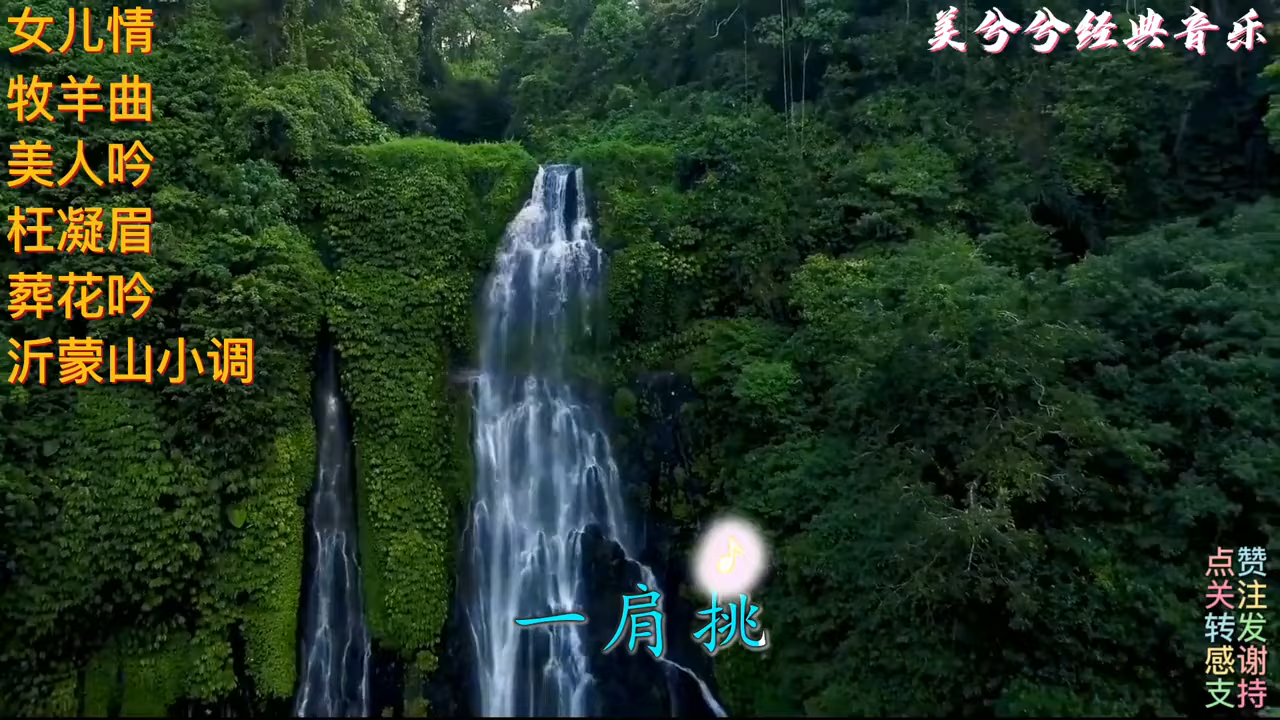 女儿情
牧羊曲
美人吟
枉凝眉
葬花吟
沂蒙山小调
美兮兮经典音乐
一肩挑
点赞
关注
转发
感谢
支持